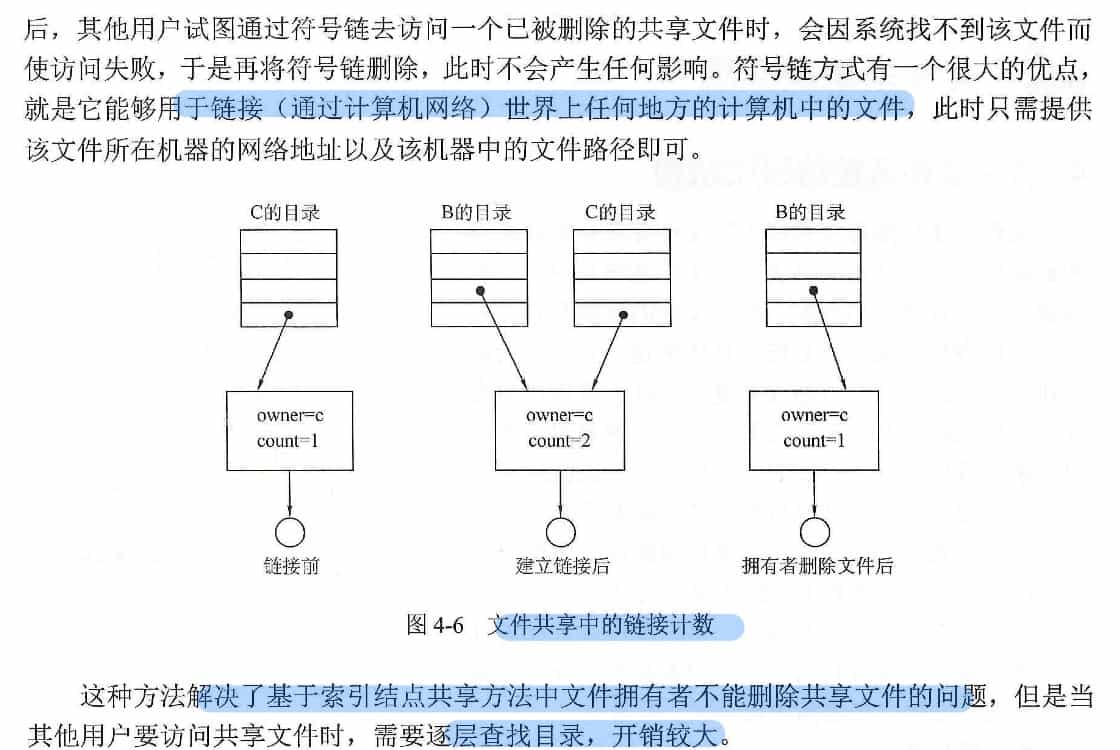 后，其他用户试图通过符号链去访问一个已被删除的共享文件时，会因系统找不到该文件而
使访问失败，于是再将符号链删除，此时不会产生任何影响。符号链方式有一个很大的优点，
就是它能够用于链接（通过计算机网络）世界上任何地方的计算机中的文件，此时只需提供
该文件所在机器的网络地址以及该机器中的文件路径即可。
C的目录 B的目录 C的目录 B的目录
owner=c owner=c owner=c
count=1 count=2 count=1
链接前 建立链接后 拥有者删除文件后
图 4-6 文件共享中的链接计数
这种方法解决了基于索引结点共享方法中文件拥有者不能删除共享文件的问题，但是当
其他用户要访问共享文件时，需要逐层查找目录，开销较大。